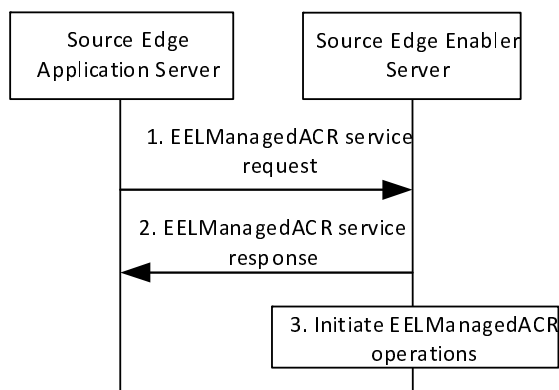 Source Edge
Application Server
Source Edge Enabler
Server
1. EELManagedACR service
request
2. EELManagedACR service
response
3. Initiate EELManagedACR
operations